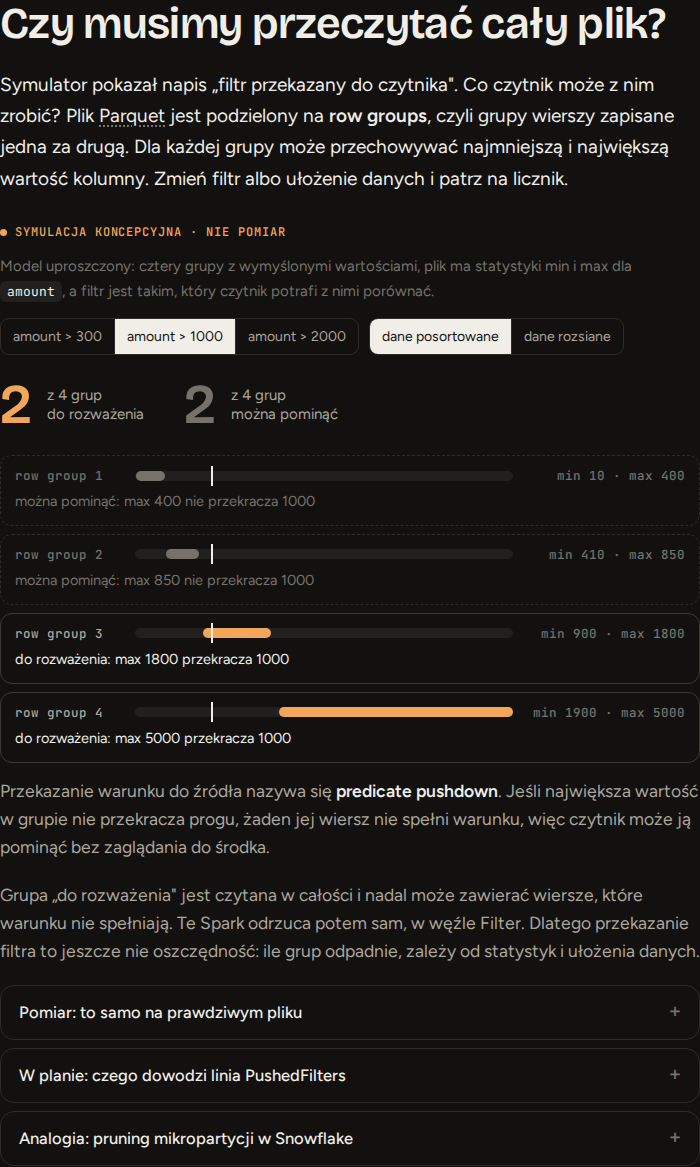 Czy musimy przeczytać cały plik?
Symulator pokazał napis „filtr przekazany do czytnika". Co czytnik może z nim
zrobić? Plik Parquet jest podzielony na row groups, czyli grupy wierszy zapisane
jedna za drugą. Dla każdej grupy może przechowywać najmniejszą i największą
wartość kolumny. Zmień filtr albo ułożenie danych i patrz na licznik.
SYMULACJA KONCEPCYJNA · NIE POMIAR
Model uproszczony: cztery grupy z wymyślonymi wartościami, plik ma statystyki min i max dla
amount, a filtr jest takim, który czytnik potrafi z nimi porównać.
amount > 300 amount > 1000 amount > 2000 dane posortowane dane rozsiane
2 z 4 grup do rozważenia 2 z 4 grup można pominąć
row group 1 min 10 · max 400
można pominąć: max 400 nie przekracza 1000
row group 2 min 410 · max 850
można pominąć: max 850 nie przekracza 1000
row group 3 min 900 · max 1800
do rozważenia: max 1800 przekracza 1000
row group 4 min 1900 · max 5000
do rozważenia: max 5000 przekracza 1000
Przekazanie warunku do źródła nazywa się predicate pushdown. Jeśli największa wartość
w grupie nie przekracza progu, żaden jej wiersz nie spełni warunku, więc czytnik może ją
pominąć bez zaglądania do środka.
Grupa „do rozważenia" jest czytana w całości i nadal może zawierać wiersze, które
warunku nie spełniają. Te Spark odrzuca potem sam, w węźle Filter. Dlatego przekazanie
filtra to jeszcze nie oszczędność: ile grup odpadnie, zależy od statystyk i ułożenia danych.
Pomiar: to samo na prawdziwym pliku +
W planie: czego dowodzi linia PushedFilters +
Analogia: pruning mikropartycji w Snowflake +